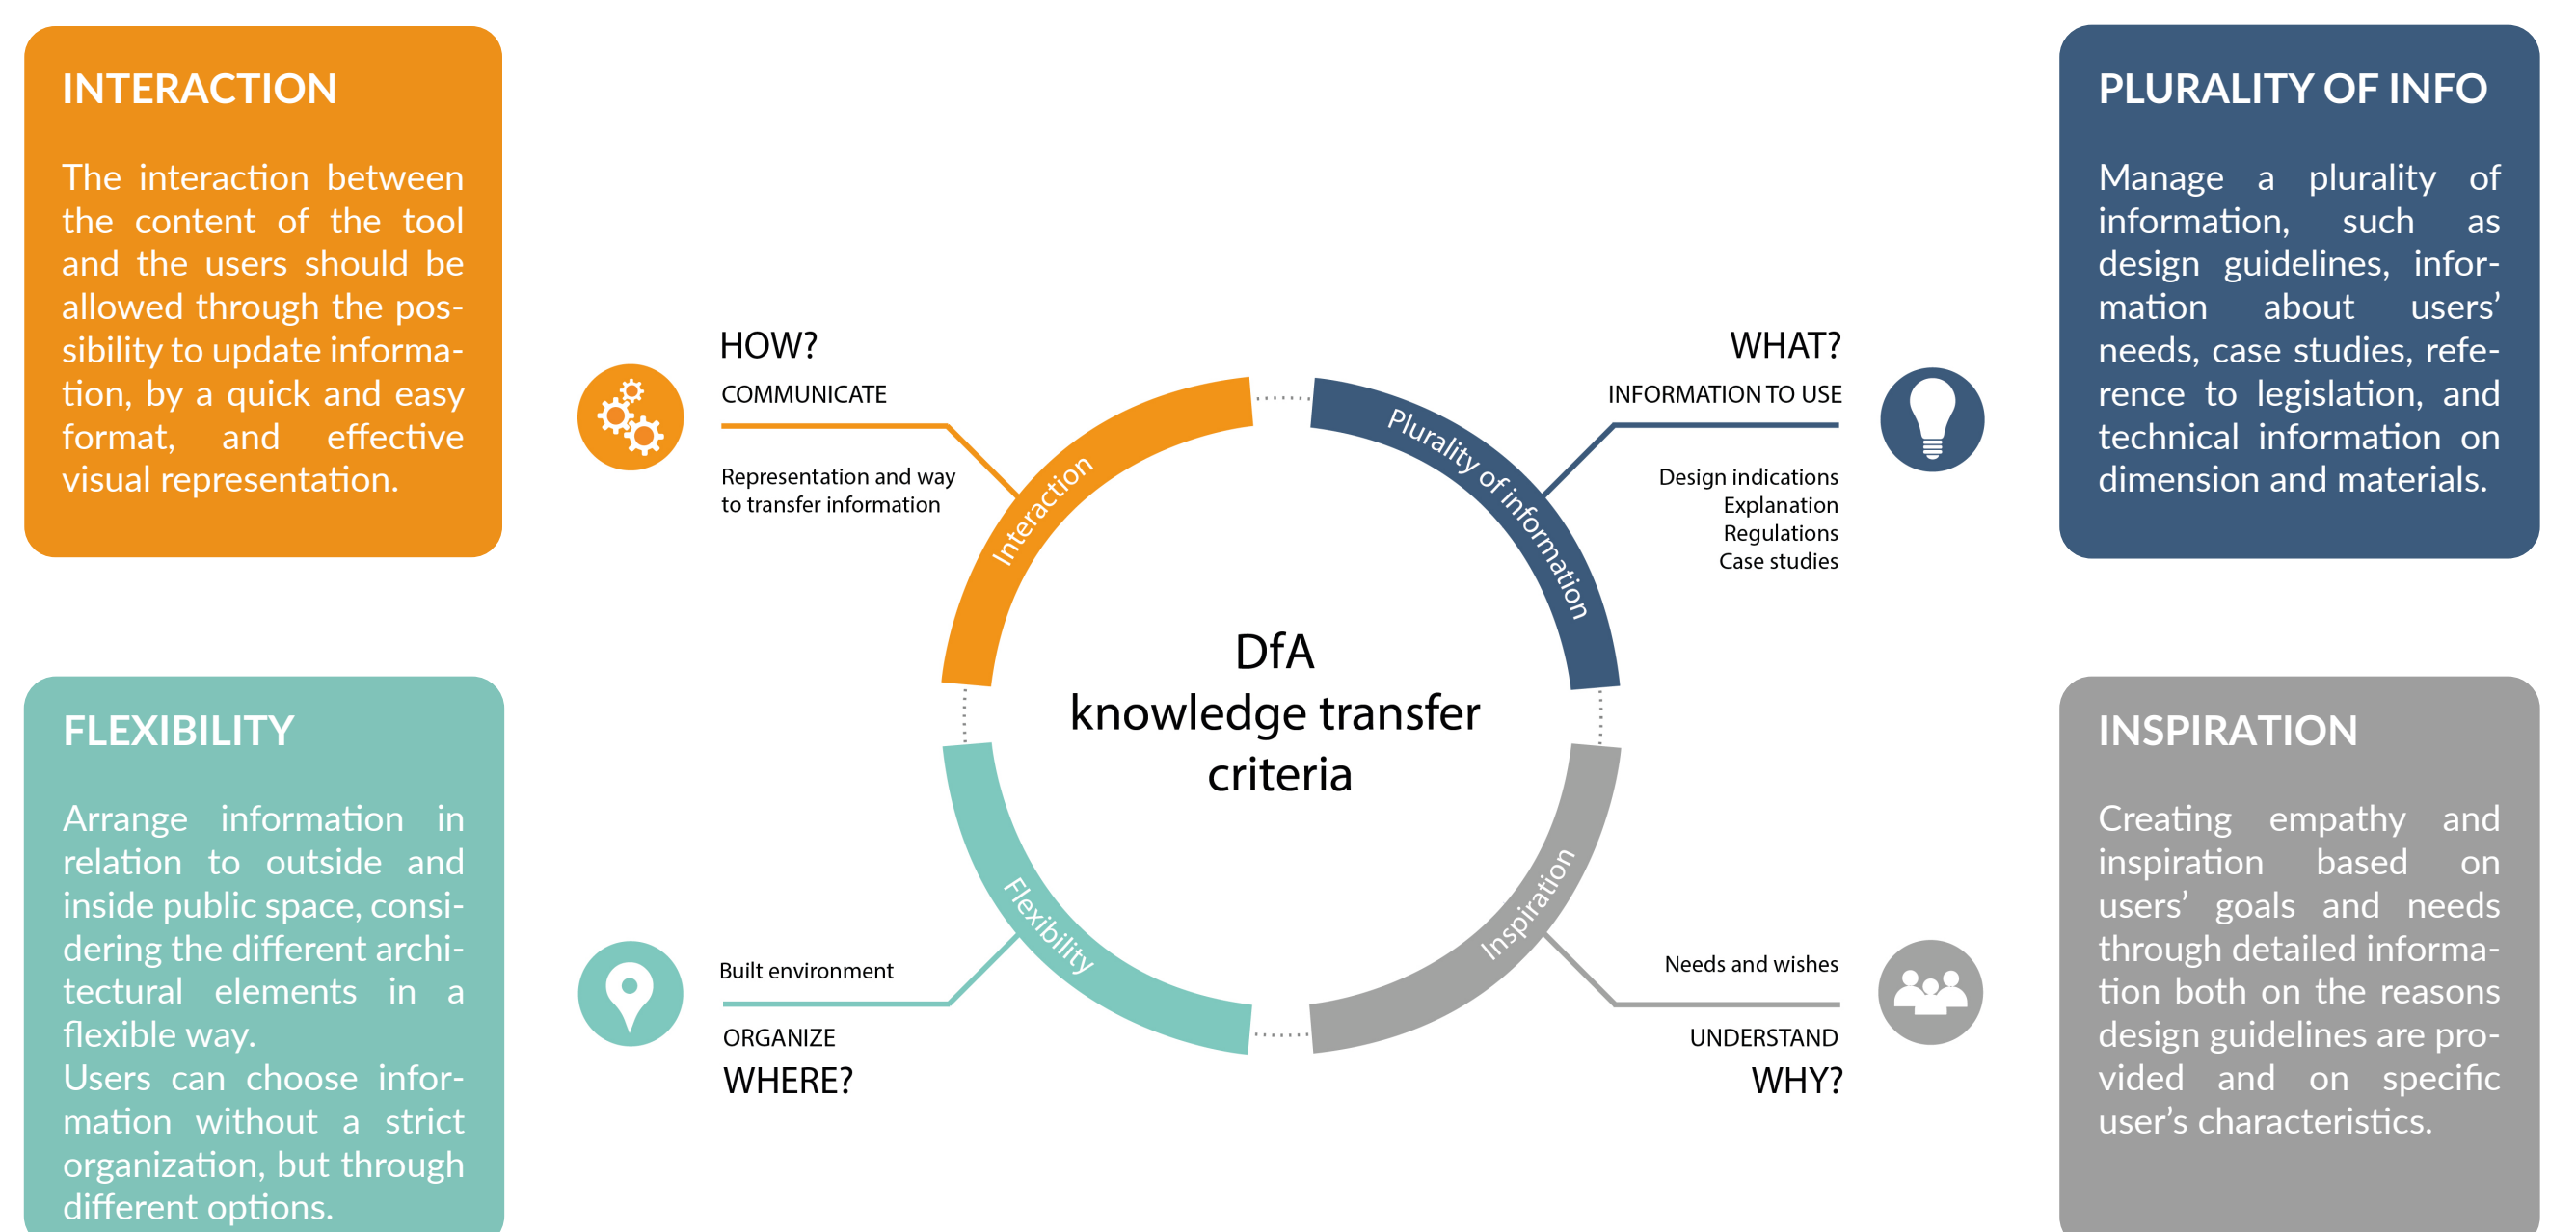 INTERACTION
The interaction between
the content of the tool
and the users should be
allowed through the pos-
sibility to update informa-
tion, by a quick and easy
format, and effective
visual representation.
FLEXIBILITY
Arrange information in
relation to outside and
inside public space, consi-
dering the different archi-
tectural elements in a
flexible way.
Users can choose infor-
mation without a strict
organization, but through
different options.
HOW?
COMMUNICATE
Representation and way
to transfer information
Interaction
WHAT?
INFORMATION TO USE
Design indications
Explanation
Regulations
Case studies
Plurality of information
DfA
knowledge transfer
criteria
Flexibility
Built environment
ORGANIZE
WHERE?
Inspiration
Needs and wishes
UNDERSTAND
WHY?
PLURALITY OF INFO
Manage a plurality of
information, such as
design guidelines, infor-
mation about users’
needs, case studies, refe-
rence to legislation, and
technical information on
dimension and materials.
INSPIRATION
Creating empathy and
inspiration based on
users’ goals and needs
through detailed informa-
tion both on the reasons
design guidelines are pro-
vided and on specific
user’s characteristics.